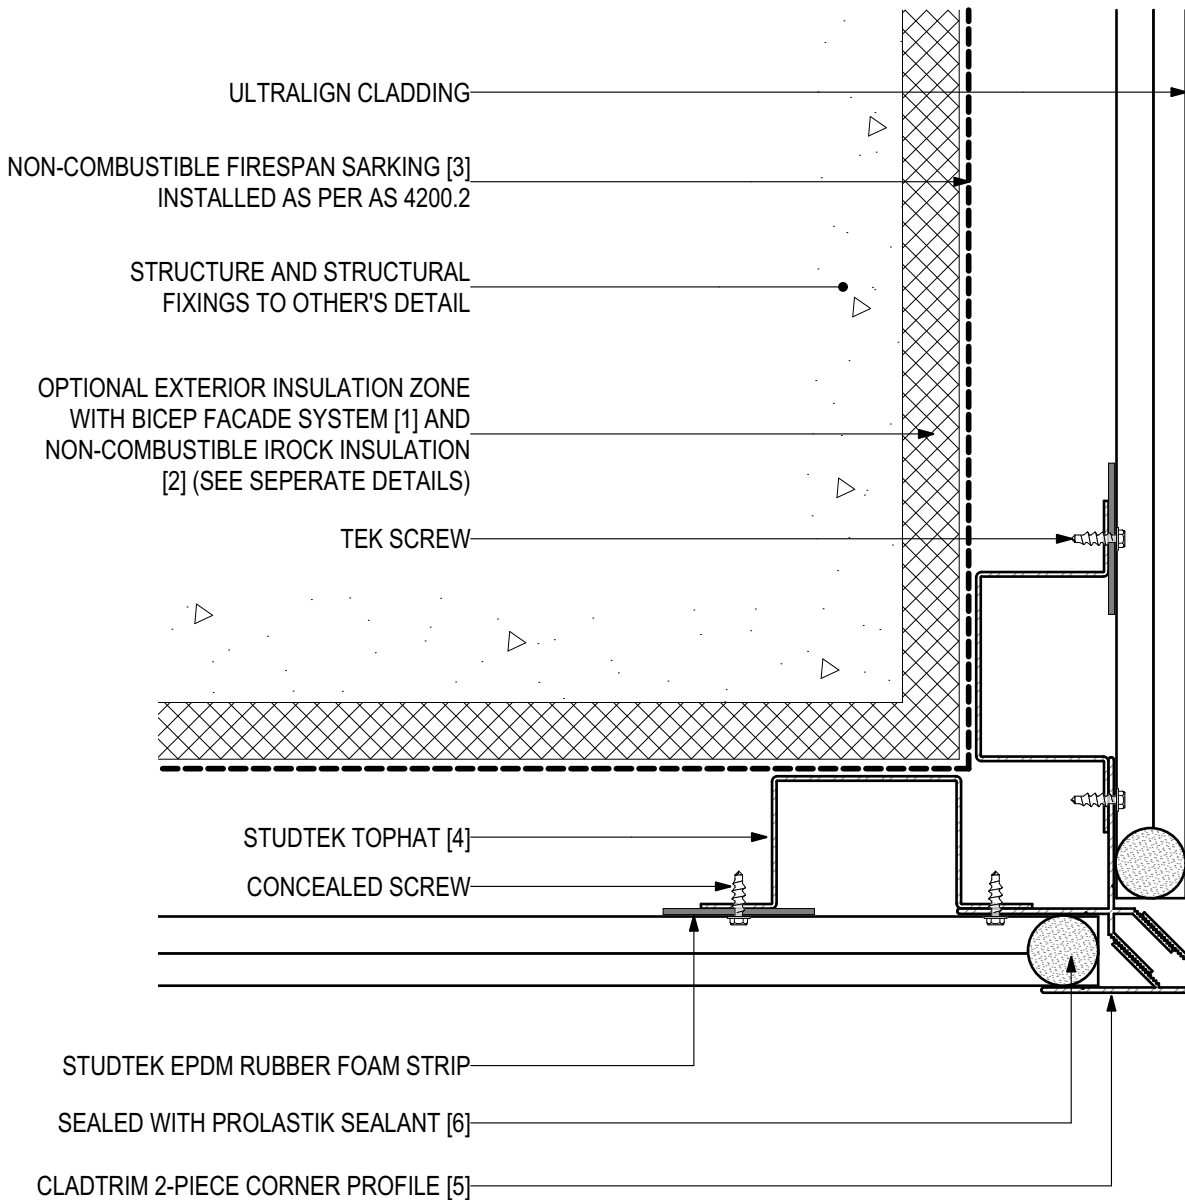 ULTRALIGN CLADDING
NON-COMBUSTIBLE FIRESPAN SARKING [3]
INSTALLED AS PER AS 4200.2
STRUCTURE AND STRUCTURAL
FIXINGS TO OTHER'S DETAIL
OPTIONAL EXTERIOR INSULATION ZONE
WITH BICEP FACADE SYSTEM [1] AND
NON-COMBUSTIBLE IROCK INSULATION
[2] (SEE SEPERATE DETAILS)
TEK SCREW
STUDTEK TOPHAT [4]
CONCEALED SCREW
STUDTEK EPDM RUBBER FOAM STRIP
SEALED WITH PROLASTIK SEALANT [6]
CLADTRIM 2-PIECE CORNER PROFILE [5]